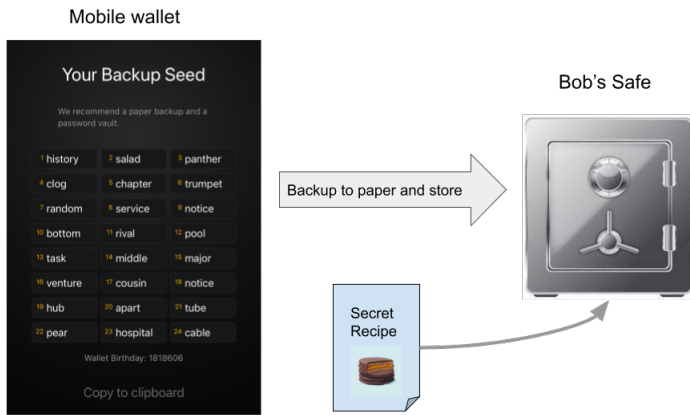 Mobile wallet
Your Backup Seed
We recommend a paper backup and a
password vault.
1 history 2 salad 3 panther
4 clog 5 chapter 6 trumpet
7 random 8 service 9 notice
10 bottom 11 rival 12 pool
13 task 14 middle 15 major
16 venture 17 cousin 18 notice
19 hub 20 apart 21 tube
22 pear 23 hospital 24 cable
Wallet Birthday: 1818606
Copy to clipboard
Backup to paper and store
Secret
Recipe
Bob's Safe